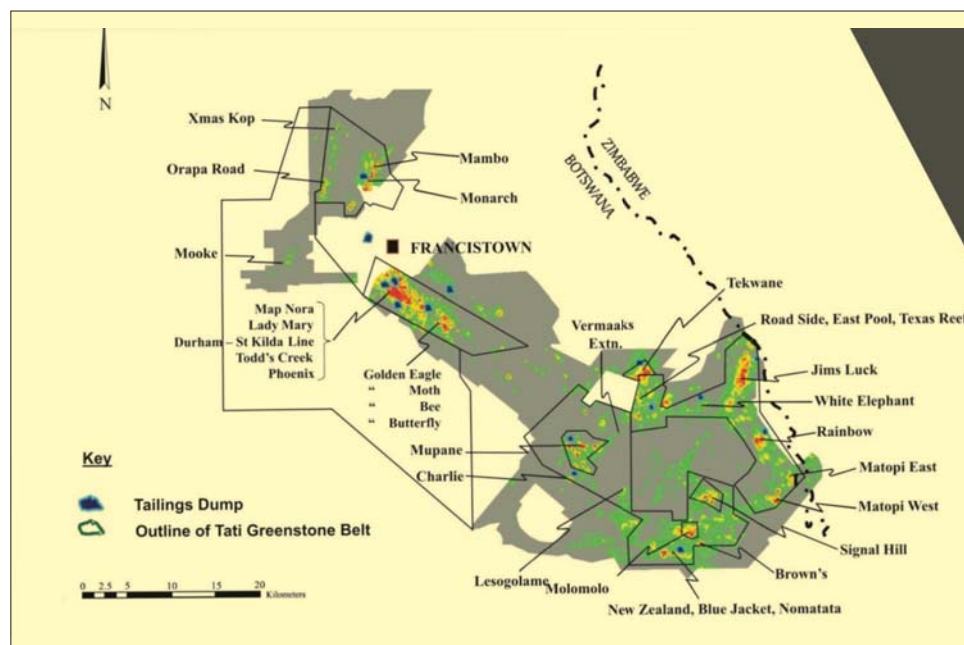 N
Xmas Kop
Orapa Road
Mambo
Monarch
Mooke
FRANCISTOWN
ZIMBABWE
BOTSWANA
Map Nora
Lady Mary
Durham – St Kilda Line
Todd's Creek
Phoenix
Golden Eagle
“ Moth
“ Bee
“ Butterfly
Vermaaks
Extn.
Tekwane
Road Side, East Pool, Texas Reef
Jims Luck
White Elephant
Rainbow
Mupane
Charlie
Matopi East
Matopi West
Signal Hill
Brown's
Lesogolame
Molomolo
New Zealand, Blue Jacket, Nomatata
Key
Tailings Dump
Outline of Tati Greenstone Belt
0 2.5 5 10 15 20
Kilometers